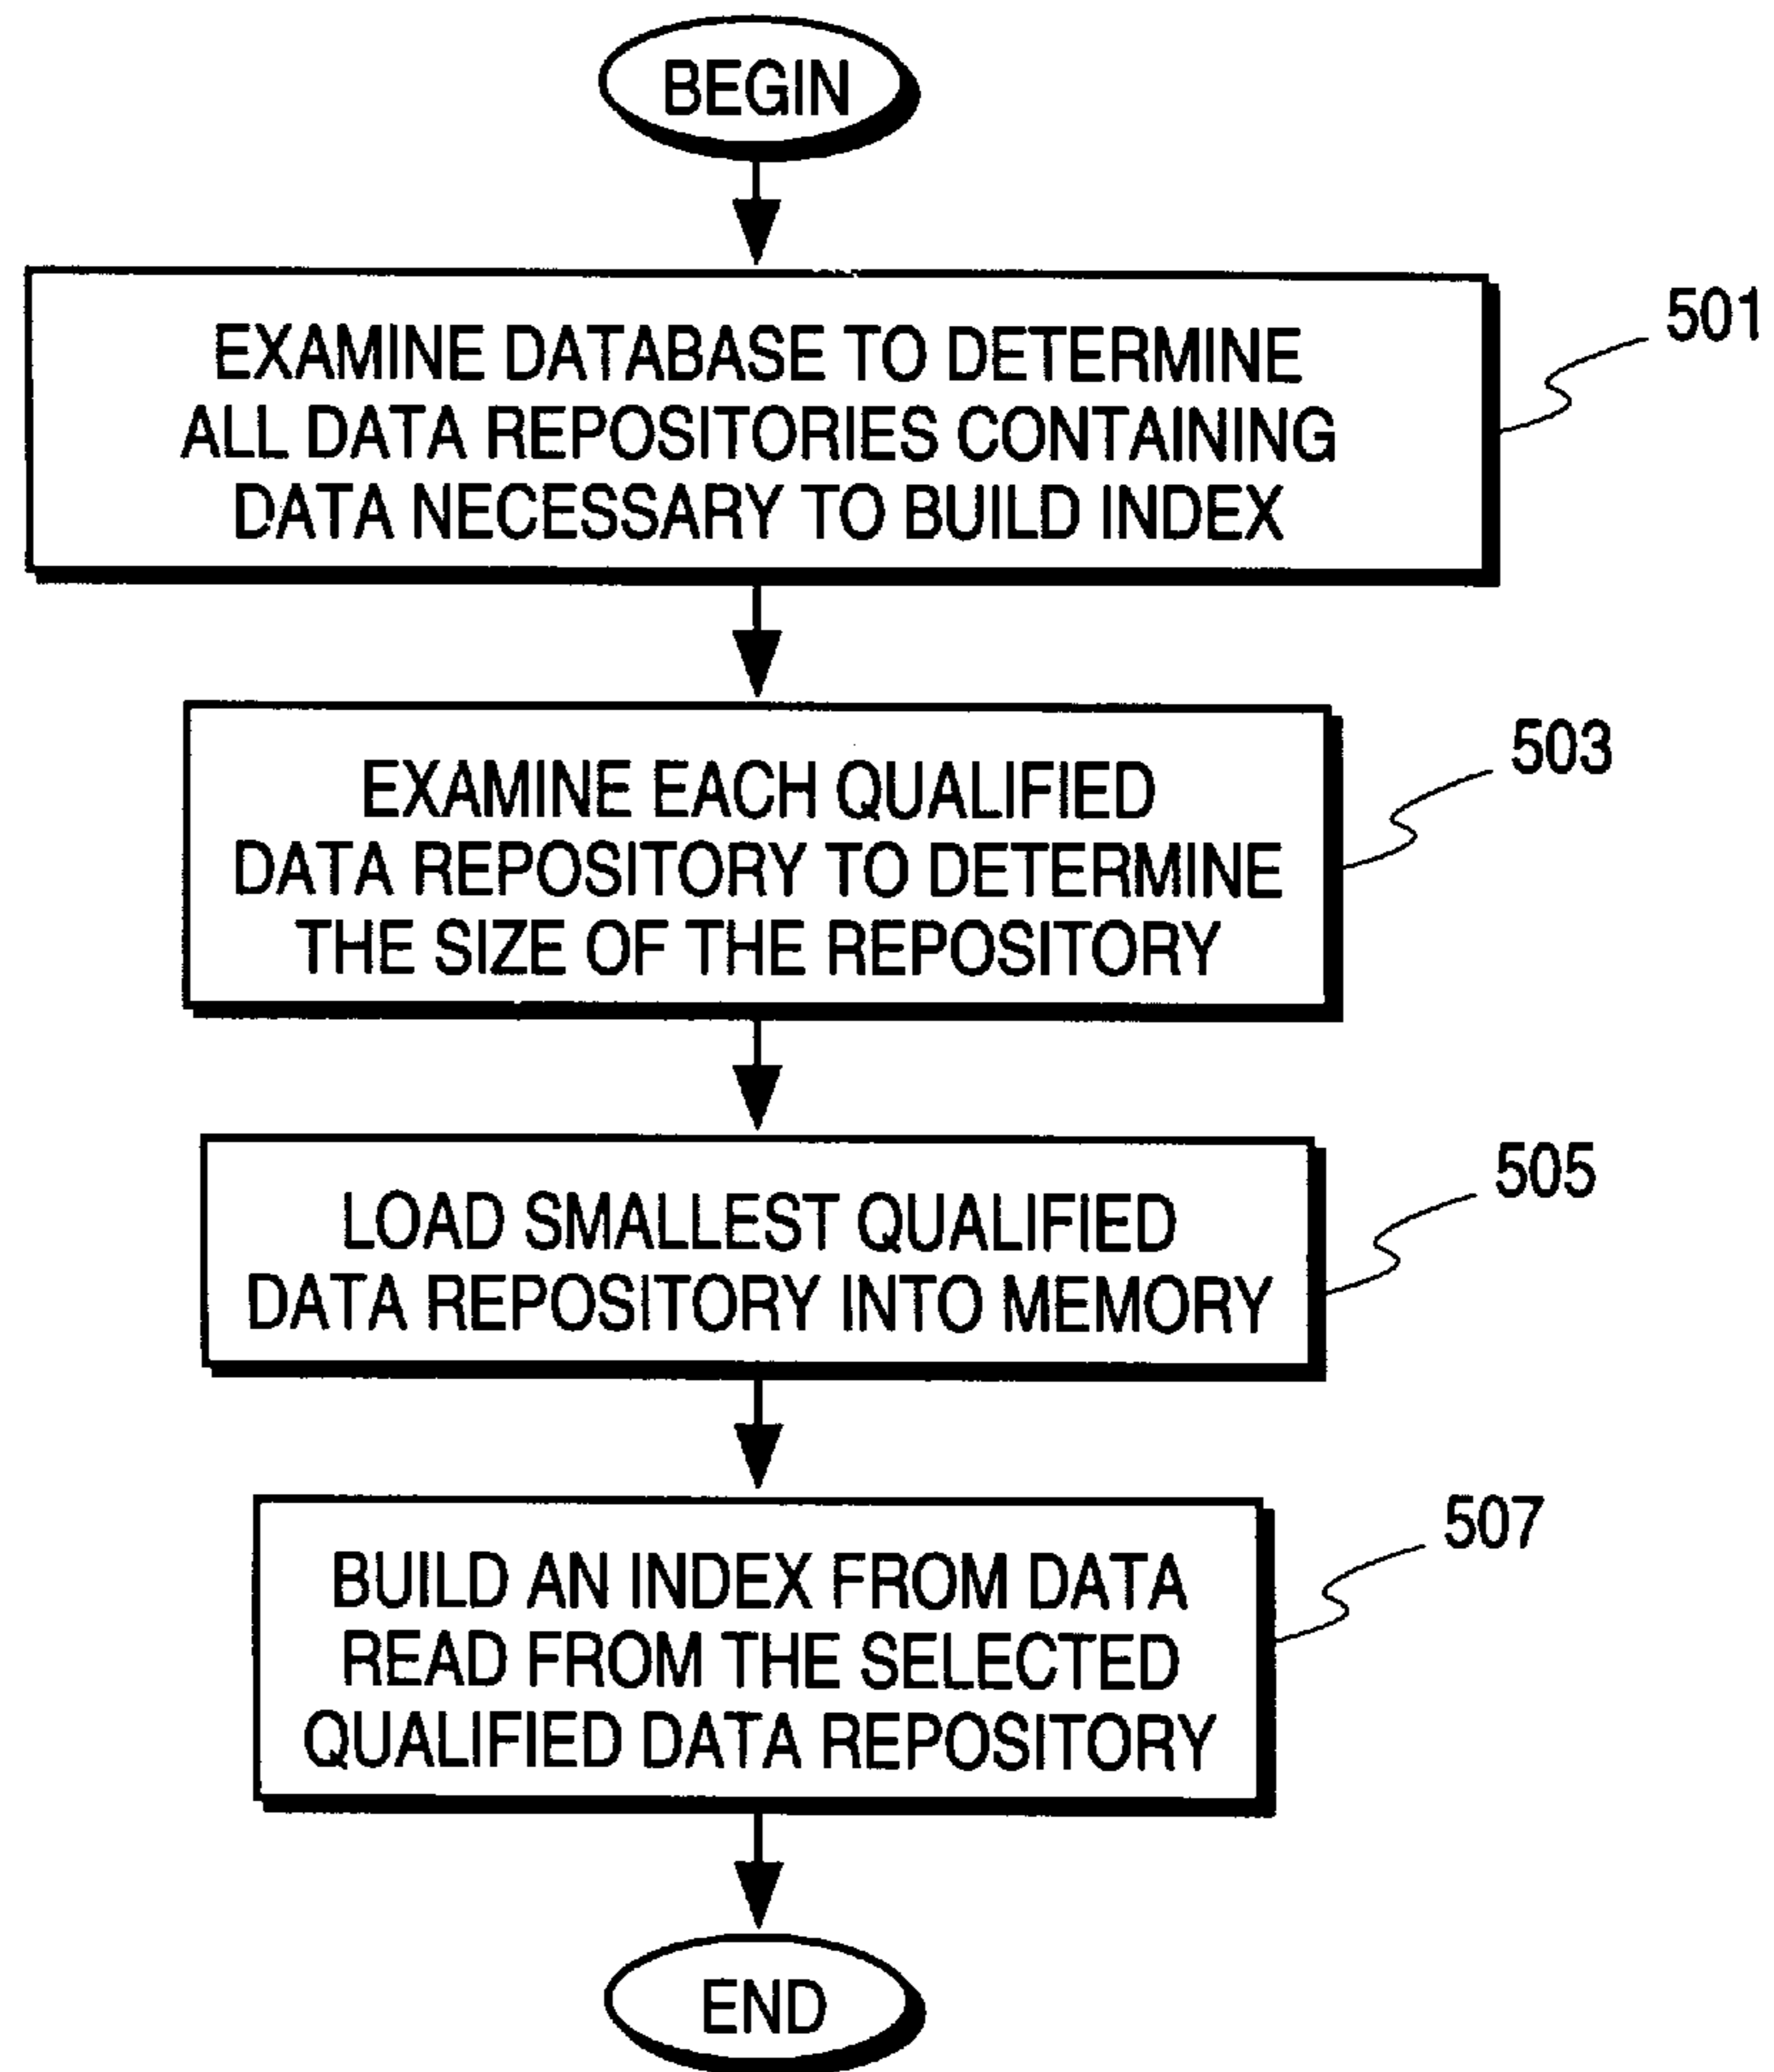 BEGIN
EXAMINE DATABASE TO DETERMINE
ALL DATA REPOSITORIES CONTAINING
DATA NECESSARY TO BUILD INDEX
501
EXAMINE EACH QUALIFIED
DATA REPOSITORY TO DETERMINE
THE SIZE OF THE REPOSITORY
503
LOAD SMALLEST QUALIFIED
DATA REPOSITORY INTO MEMORY
505
BUILD AN INDEX FROM DATA
READ FROM THE SELECTED
QUALIFIED DATA REPOSITORY
507
END